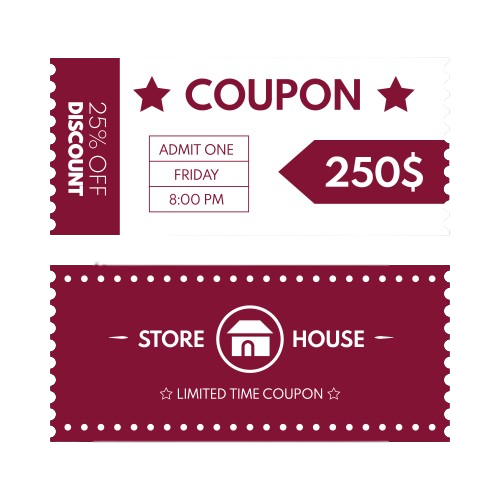 25% OFF
DISCOUNT
COUPON
ADMIT ONE
FRIDAY
8:00 PM
250$
STORE HOUSE
LIMITED TIME COUPON